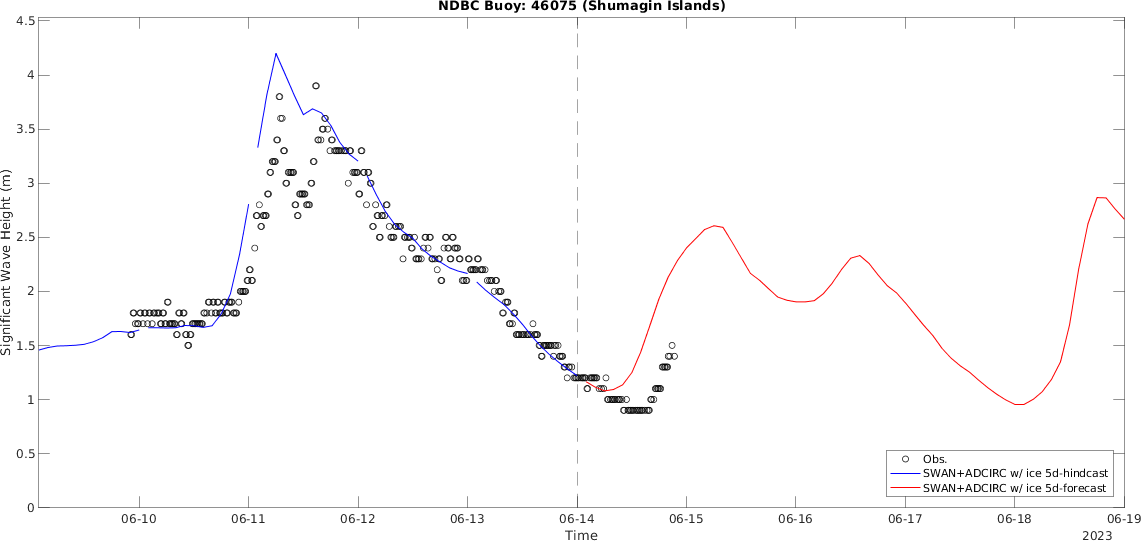 NDBC Buoy: 46075 (Shumagin Islands)
4.5
4
3.5
3
2.5
2
1.5
1
0.5
0
Significant Wave Height (m)
Obs.
SWAN+ADCIRC w/ ice 5d-hindcast
SWAN+ADCIRC w/ ice 5d-forecast
06-10 06-11 06-12 06-13 06-14 06-15 06-16 06-17 06-18 06-19
Time
2023